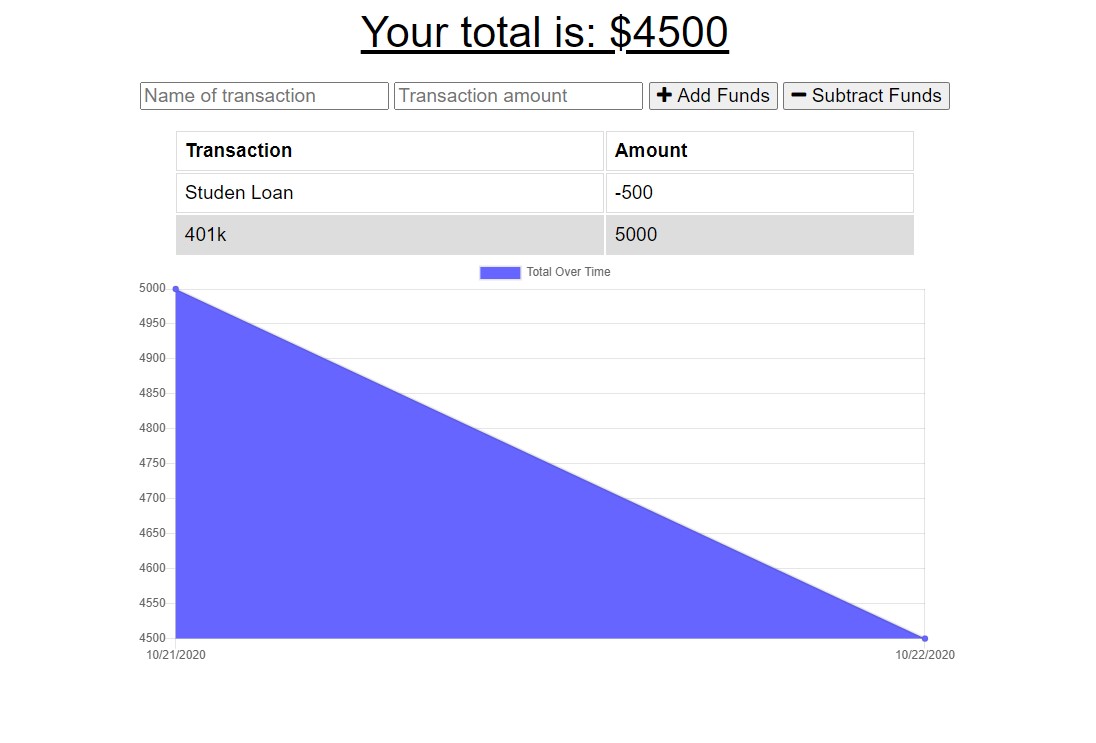 Your total is: $4500
Name of transaction Transaction amount Add Funds Subtract Funds
Transaction Amount
Studen Loan -500
401k 5000
Total Over Time
5000
4950
4900
4850
4800
4750
4700
4650
4600
4550
4500
10/21/2020 10/22/2020